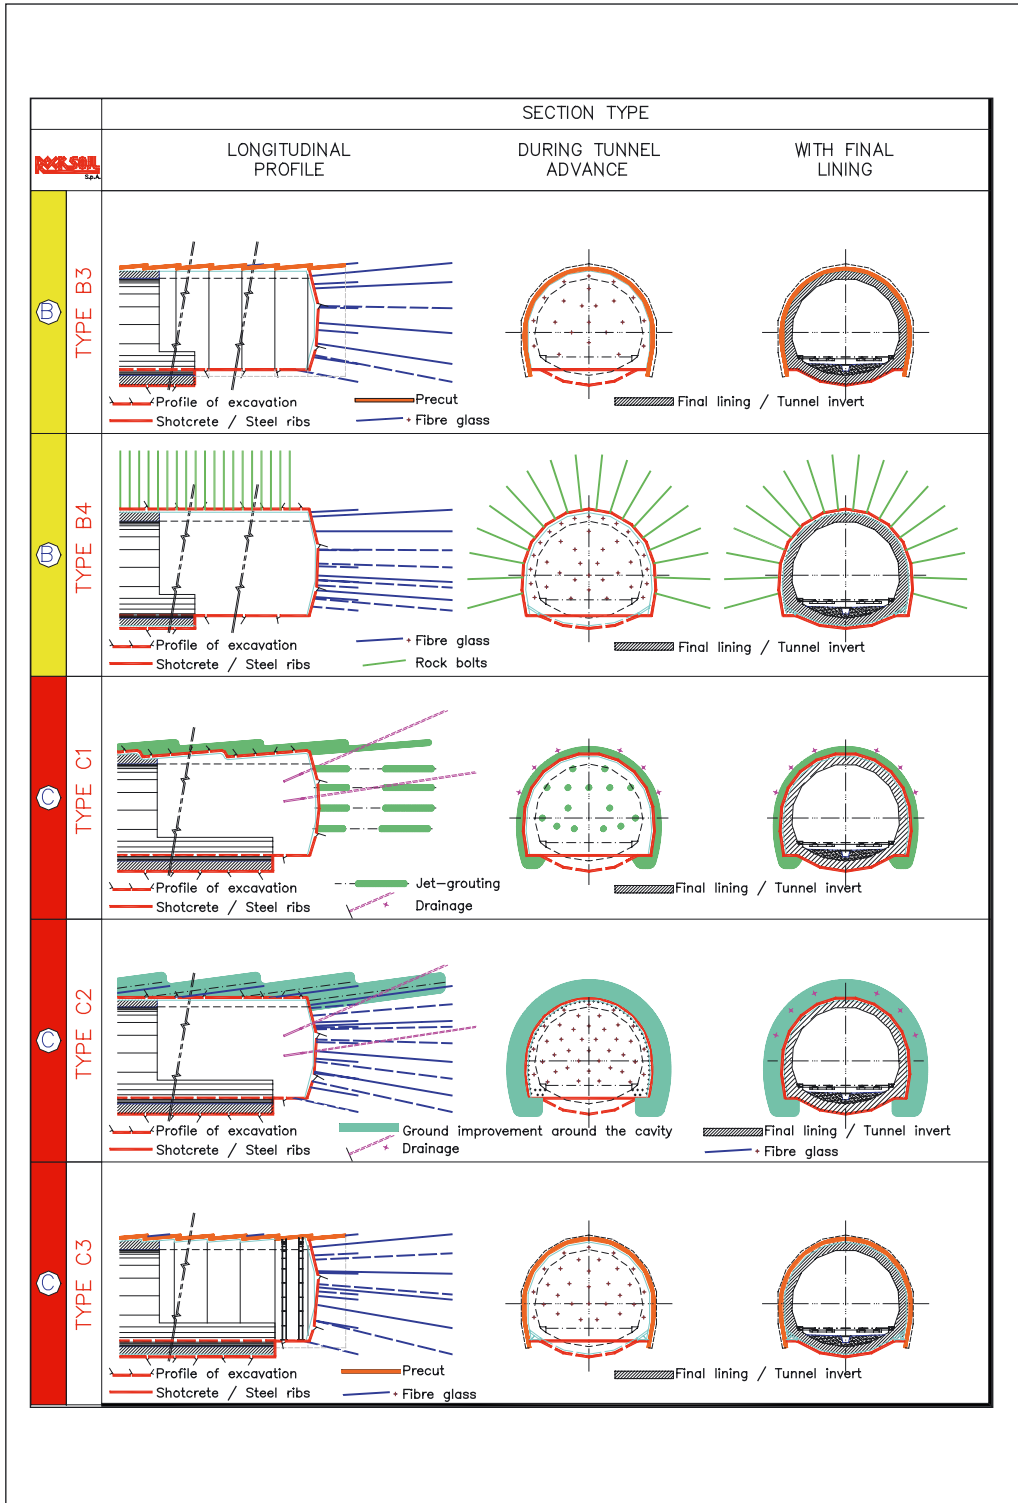 SECTION TYPE
ROCKSOIL
S.p.A.
LONGITUDINAL
PROFILE
DURING TUNNEL
ADVANCE
WITH FINAL
LINING
B
TYPE B3
Profile of excavation
Shotcrete / Steel ribs
Precut
Fibre glass
Final lining / Tunnel invert
B
TYPE B4
Profile of excavation
Shotcrete / Steel ribs
Fibre glass
Rock bolts
Final lining / Tunnel invert
C
TYPE C1
Profile of excavation
Shotcrete / Steel ribs
Jet-grouting
Drainage
Final lining / Tunnel invert
C
TYPE C2
Profile of excavation
Shotcrete / Steel ribs
Ground improvement around the cavity
Drainage
Final lining / Tunnel invert
Fibre glass
C
TYPE C3
Profile of excavation
Shotcrete / Steel ribs
Precut
Fibre glass
Final lining / Tunnel invert